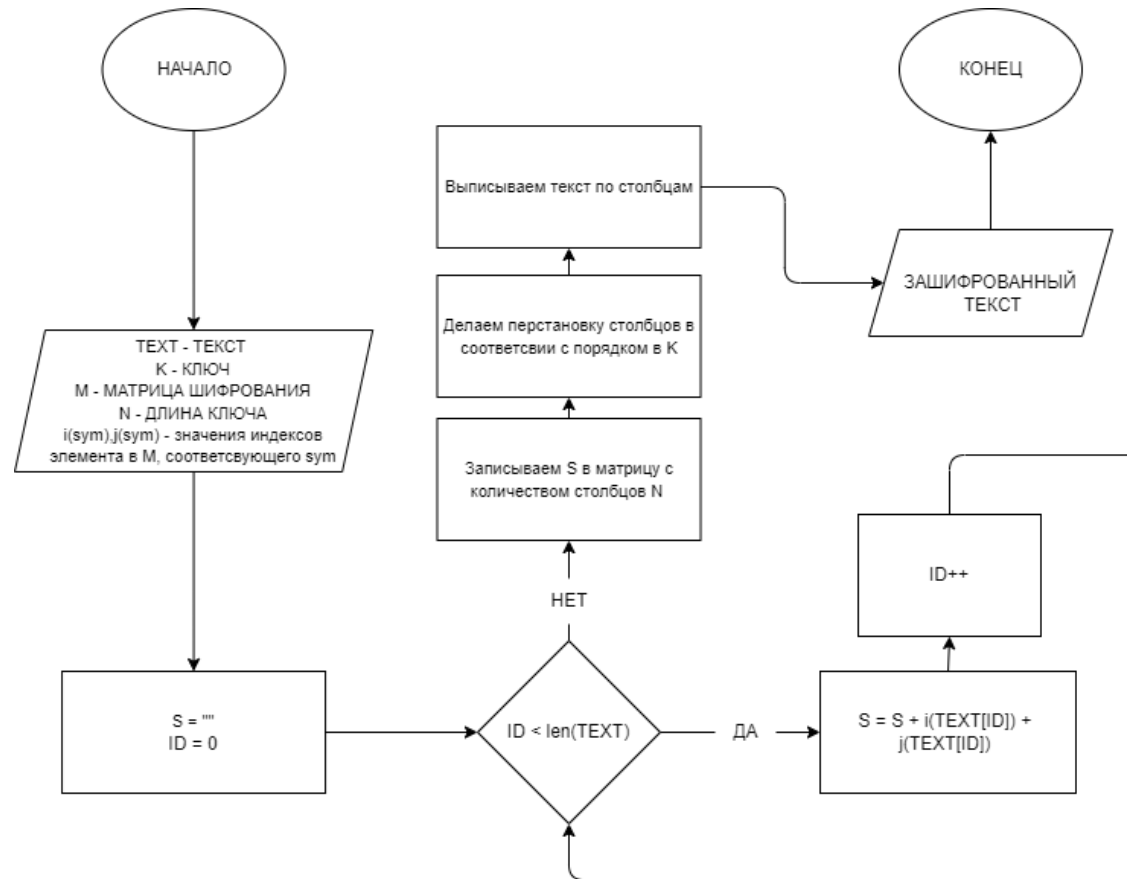 НАЧАЛО
TEXT - ТЕКСТ
K - КЛЮЧ
M - МАТРИЦА ШИФРОВАНИЯ
N - ДЛИНА КЛЮЧА
i(sym),j(sym) - значения индексов
элемента в M, соответсвующего sym
S = ""
ID = 0
ID < len(TEXT)
ДА
S = S + i(TEXT[ID]) +
j(TEXT[ID])
ID++
НЕТ
Записываем S в матрицу с
количеством столбцов N
Делаем перстановку столбцов в
соответсвии с порядком в K
Выписываем текст по столбцам
ЗАШИФРОВАННЫЙ
ТЕКСТ
КОНЕЦ